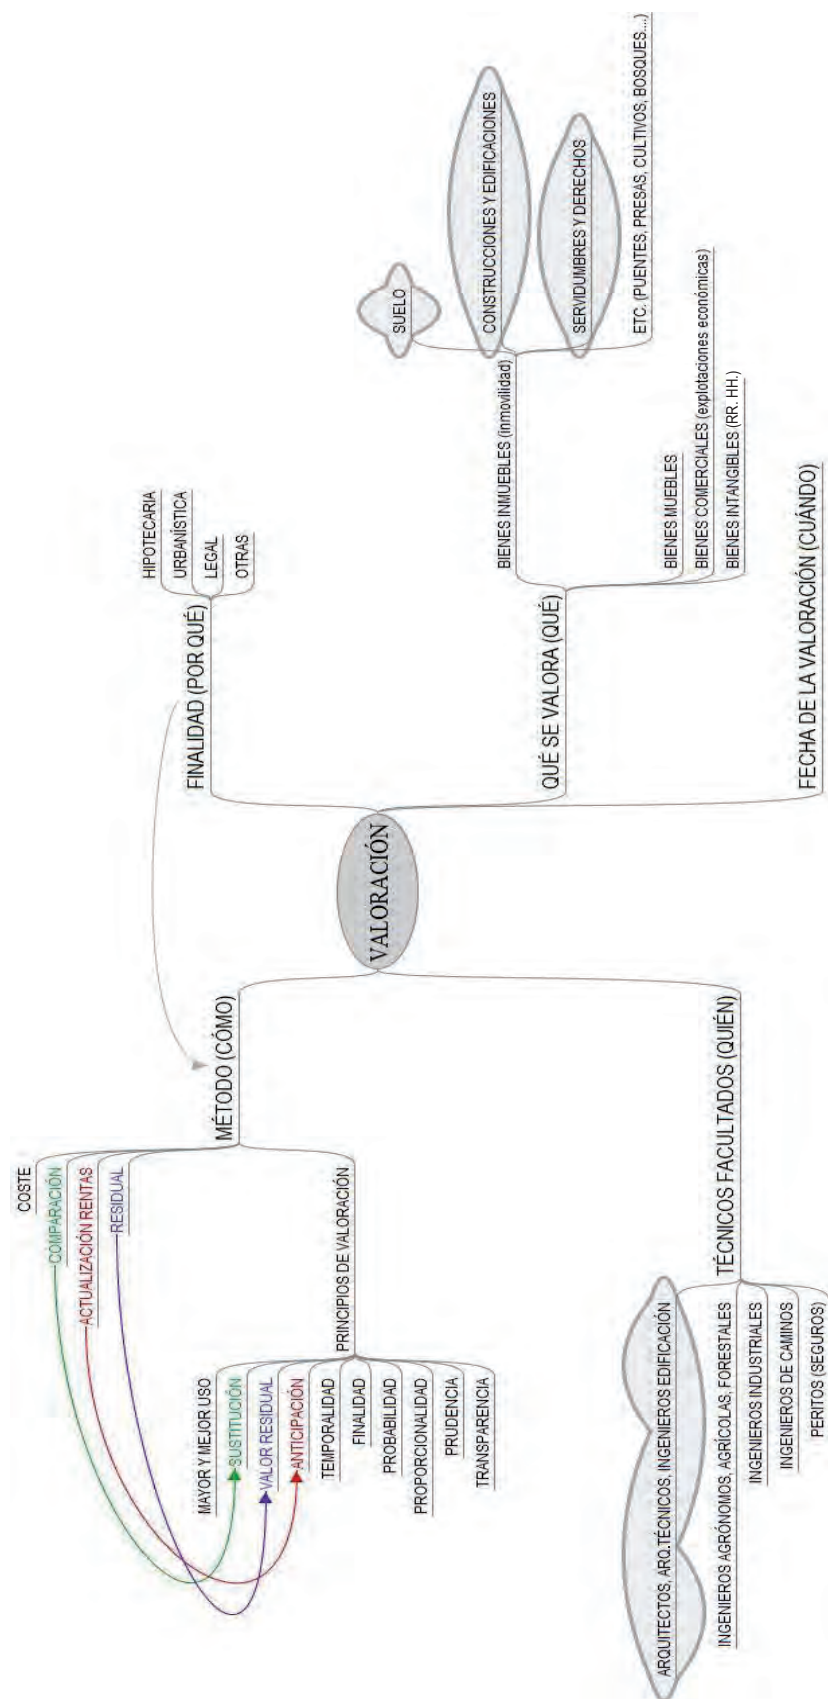 VALORACIÓN
MÉTODO (CÓMO)
COSTE
COMPARACIÓN
ACTUALIZACIÓN RENTAS
RESIDUAL
PRINCIPIOS DE VALORACIÓN
MAYOR Y MEJOR USO
SUSTITUCIÓN
VALOR RESIDUAL
ANTICIPACIÓN
TEMPORALIDAD
FINALIDAD
PROBABILIDAD
PROPORCIONALIDAD
PRUDENCIA
TRANSPARENCIA
TÉCNICOS FACULTADOS (QUIÉN)
ARQUITECTOS, ARQ.TÉCNICOS, INGENIEROS EDIFICACIÓN
INGENIEROS AGRÓNOMOS, AGRÍCOLAS, FORESTALES
INGENIEROS INDUSTRIALES
INGENIEROS DE CAMINOS
PERITOS (SEGUROS)
FINALIDAD (POR QUÉ)
HIPOTECARIA
URBANÍSTICA
LEGAL
OTRAS
QUÉ SE VALORA (QUÉ)
BIENES INMUEBLES (inmovilidad)
SUELO
CONSTRUCCIONES Y EDIFICACIONES
SERVIDUMBRES Y DERECHOS
ETC. (PUENTES, PRESAS, CULTIVOS, BOSQUES....)
BIENES MUEBLES
BIENES COMERCIALES (explotaciones económicas)
BIENES INTANGIBLES (RR. HH.)
FECHA DE LA VALORACIÓN (CUÁNDO)